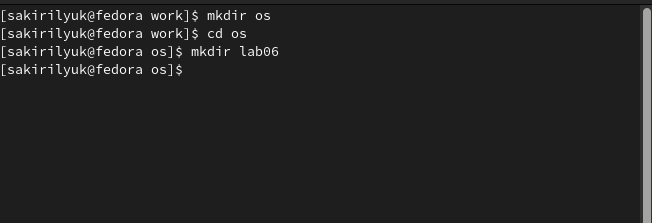 [sakirilyuk@fedora work]$ mkdir os
[sakirilyuk@fedora work]$ cd os
[sakirilyuk@fedora os]$ mkdir lab06
[sakirilyuk@fedora os]$